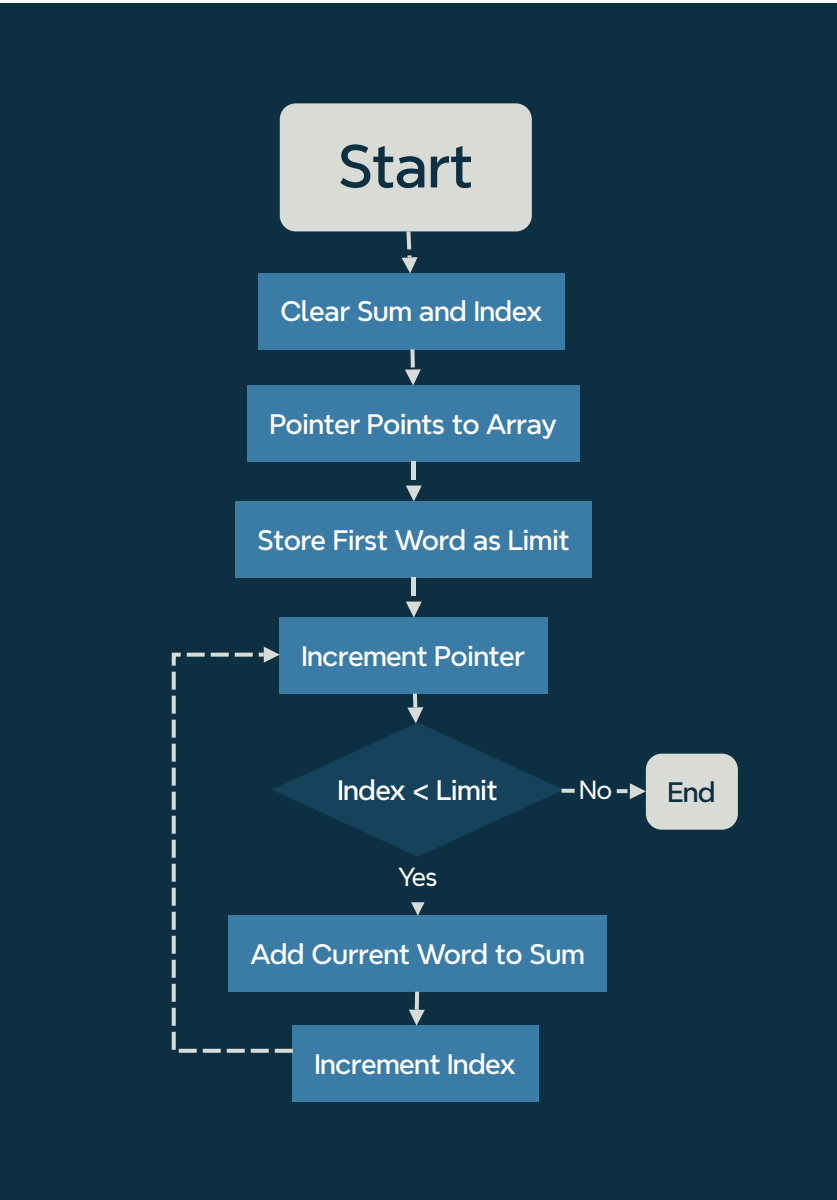 Start
Clear Sum and Index
Pointer Points to Array
Store First Word as Limit
Increment Pointer
Index < Limit
No
End
Yes
Add Current Word to Sum
Increment Index